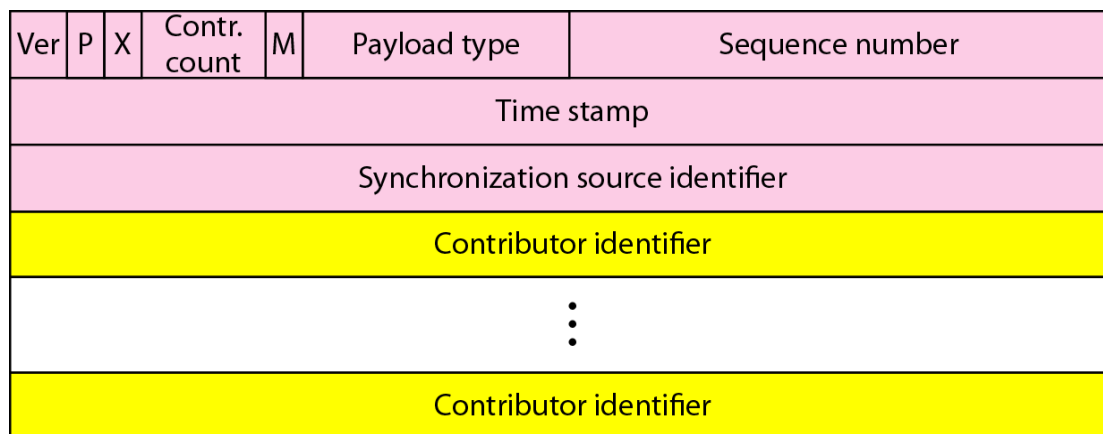 Ver P X Contr. count M Payload type Sequence number
Time stamp
Synchronization source identifier
Contributor identifier
Contributor identifier